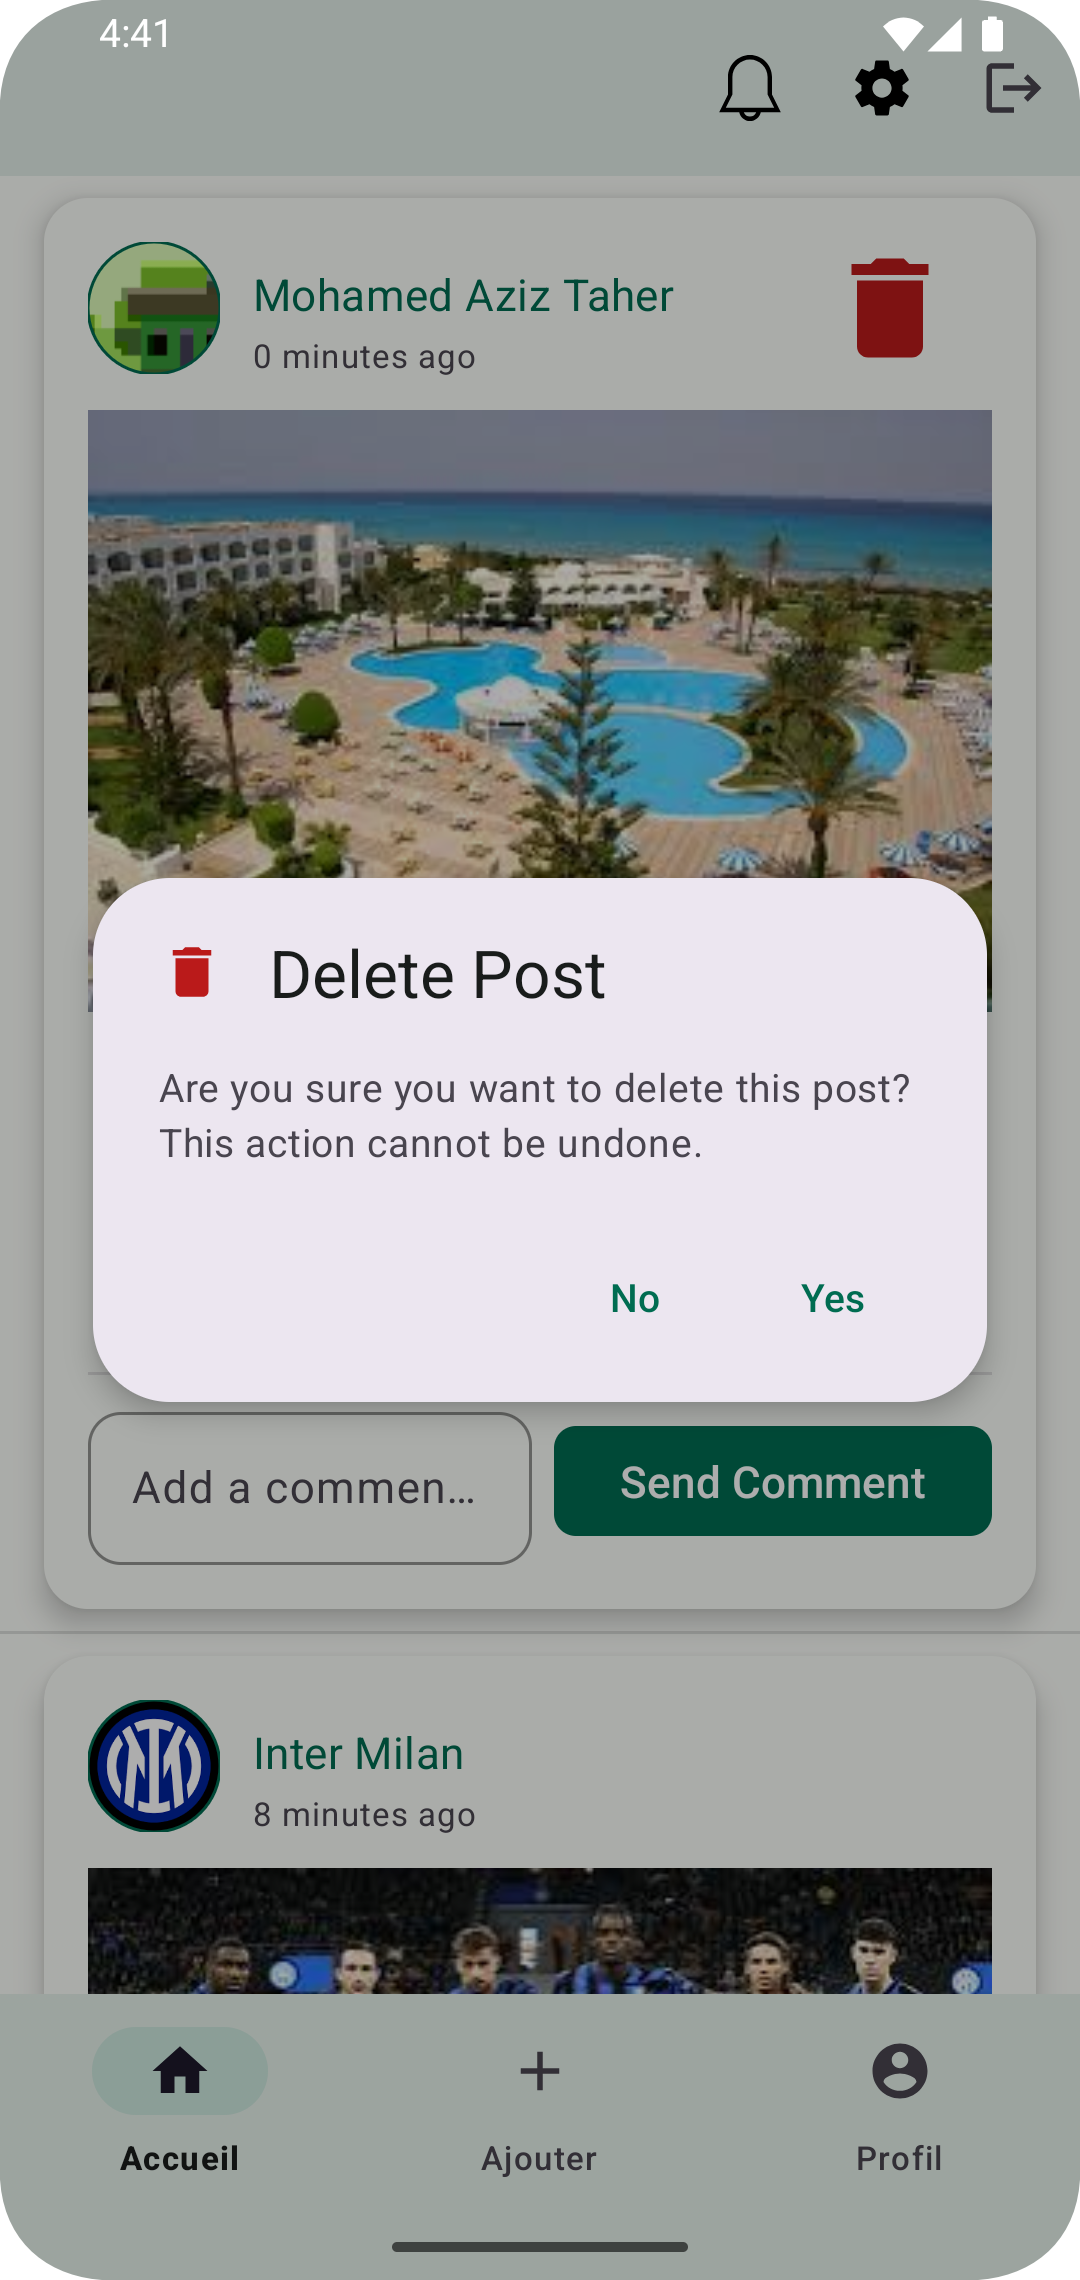 4:41
Mohamed Aziz Taher
0 minutes ago
Delete Post
Are you sure you want to delete this post?
This action cannot be undone.
No
Yes
Add a commen...
Send Comment
Inter Milan
8 minutes ago
Accueil
Ajouter
Profil